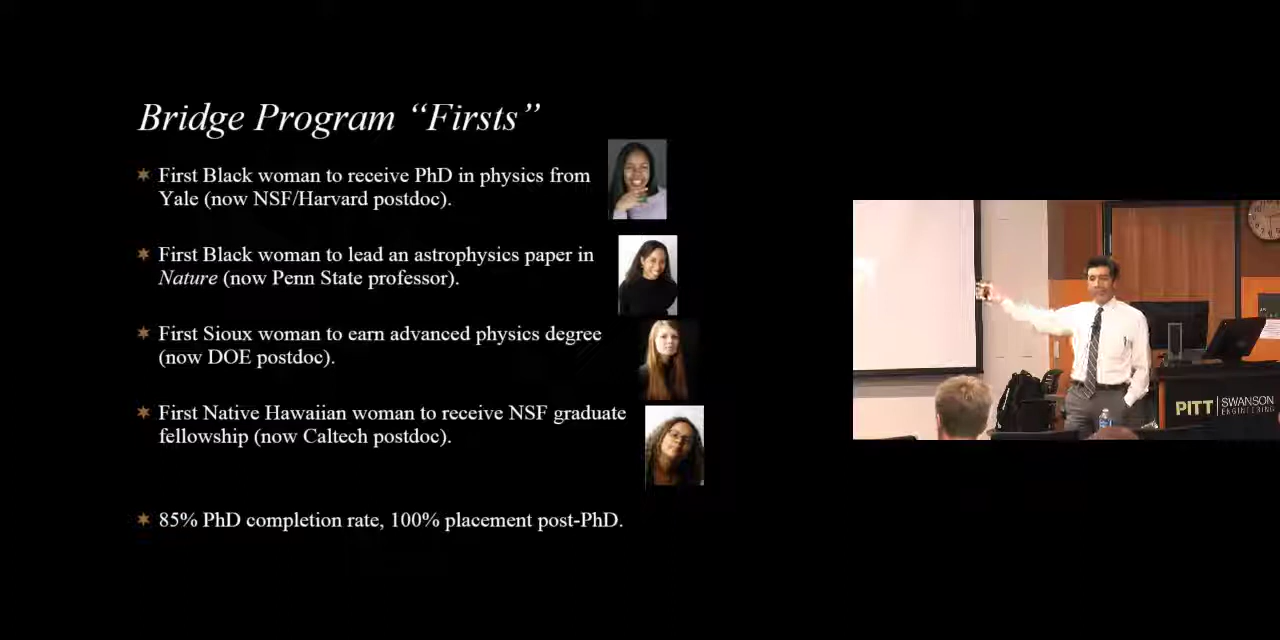 Bridge Program “Firsts”
First Black woman to receive PhD in physics from
Yale (now NSF/Harvard postdoc).
First Black woman to lead an astrophysics paper in
Nature (now Penn State professor).
First Sioux woman to earn advanced physics degree
(now DOE postdoc).
First Native Hawaiian woman to receive NSF graduate
fellowship (now Caltech postdoc).
85% PhD completion rate, 100% placement post-PhD.
PITT SWANSON
ENGINEERING